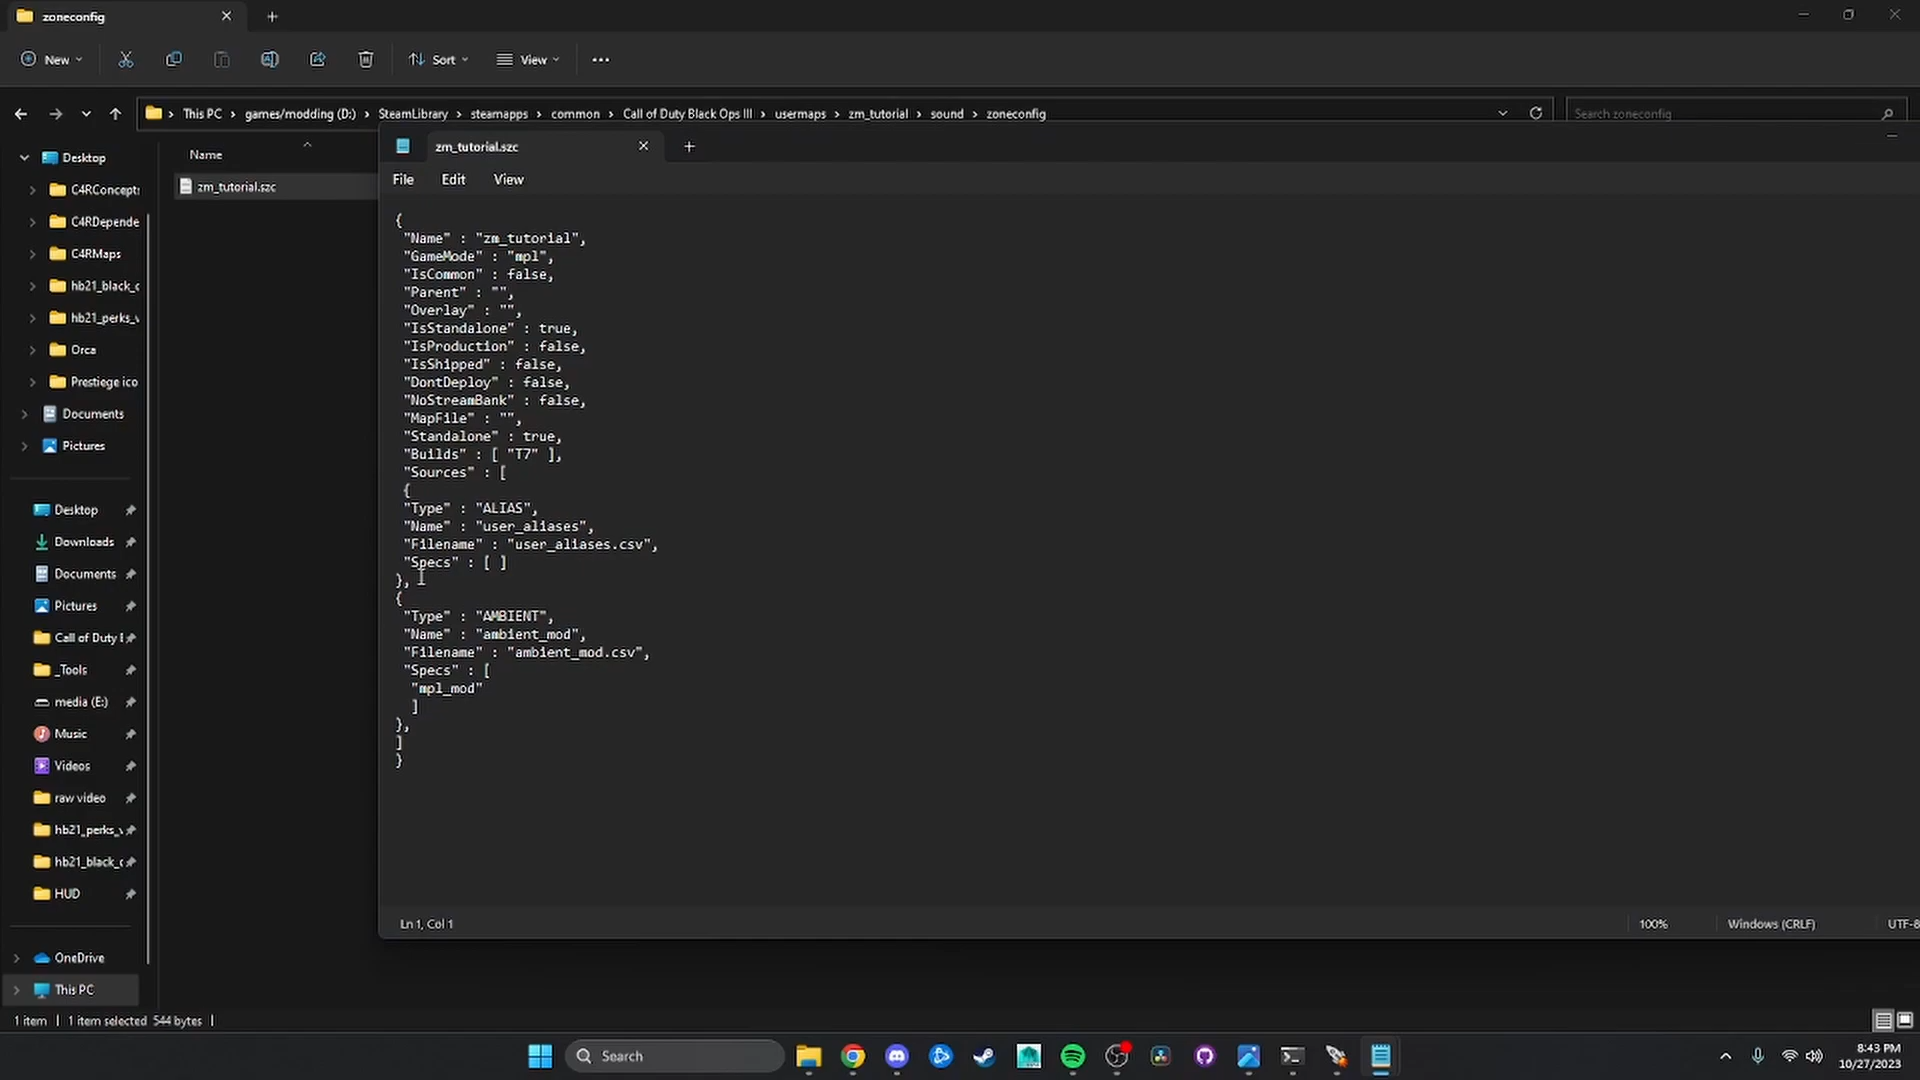 zoneconfig
New
Sort
View
This PC > games/modding (D:) > SteamLibrary > steamapps > common > Call of Duty Black Ops III > usermaps > zm_tutorial > sound > zoneconfig
Search zoneconfig
Desktop
C4RConcept
C4RDepende
C4RMaps
hb21_black_c
hb21_perks_v
Orca
Prestiege ico
Documents
Pictures
Desktop
Downloads
Documents
Pictures
Call of Duty B
_Tools
media (E:)
Music
Videos
raw video
hb21_perks_v
hb21_black_c
HUD
OneDrive
This PC
Name
zm_tutorial.szc
zm_tutorial.szc
File Edit View
{
"Name" : "zm_tutorial",
"GameMode" : "mpl",
"IsCommon" : false,
"Parent" : "",
"Overlay" : "",
"IsStandalone" : true,
"IsProduction" : false,
"IsShipped" : false,
"DontDeploy" : false,
"NoStreamBank" : false,
"MapFile" : "",
"Standalone" : true,
"Builds" : [ "T7" ],
"Sources" : [
{
"Type" : "ALIAS",
"Name" : "user_aliases",
"Filename" : "user_aliases.csv",
"Specs" : [ ]
},
{
"Type" : "AMBIENT",
"Name" : "ambient_mod",
"Filename" : "ambient_mod.csv",
"Specs" : [
"mpl_mod"
]
},
]
}
Ln 1, Col 1
100%
Windows (CRLF)
UTF-8
1 item | 1 item selected 544 bytes |
Search
8:43 PM
10/27/2023